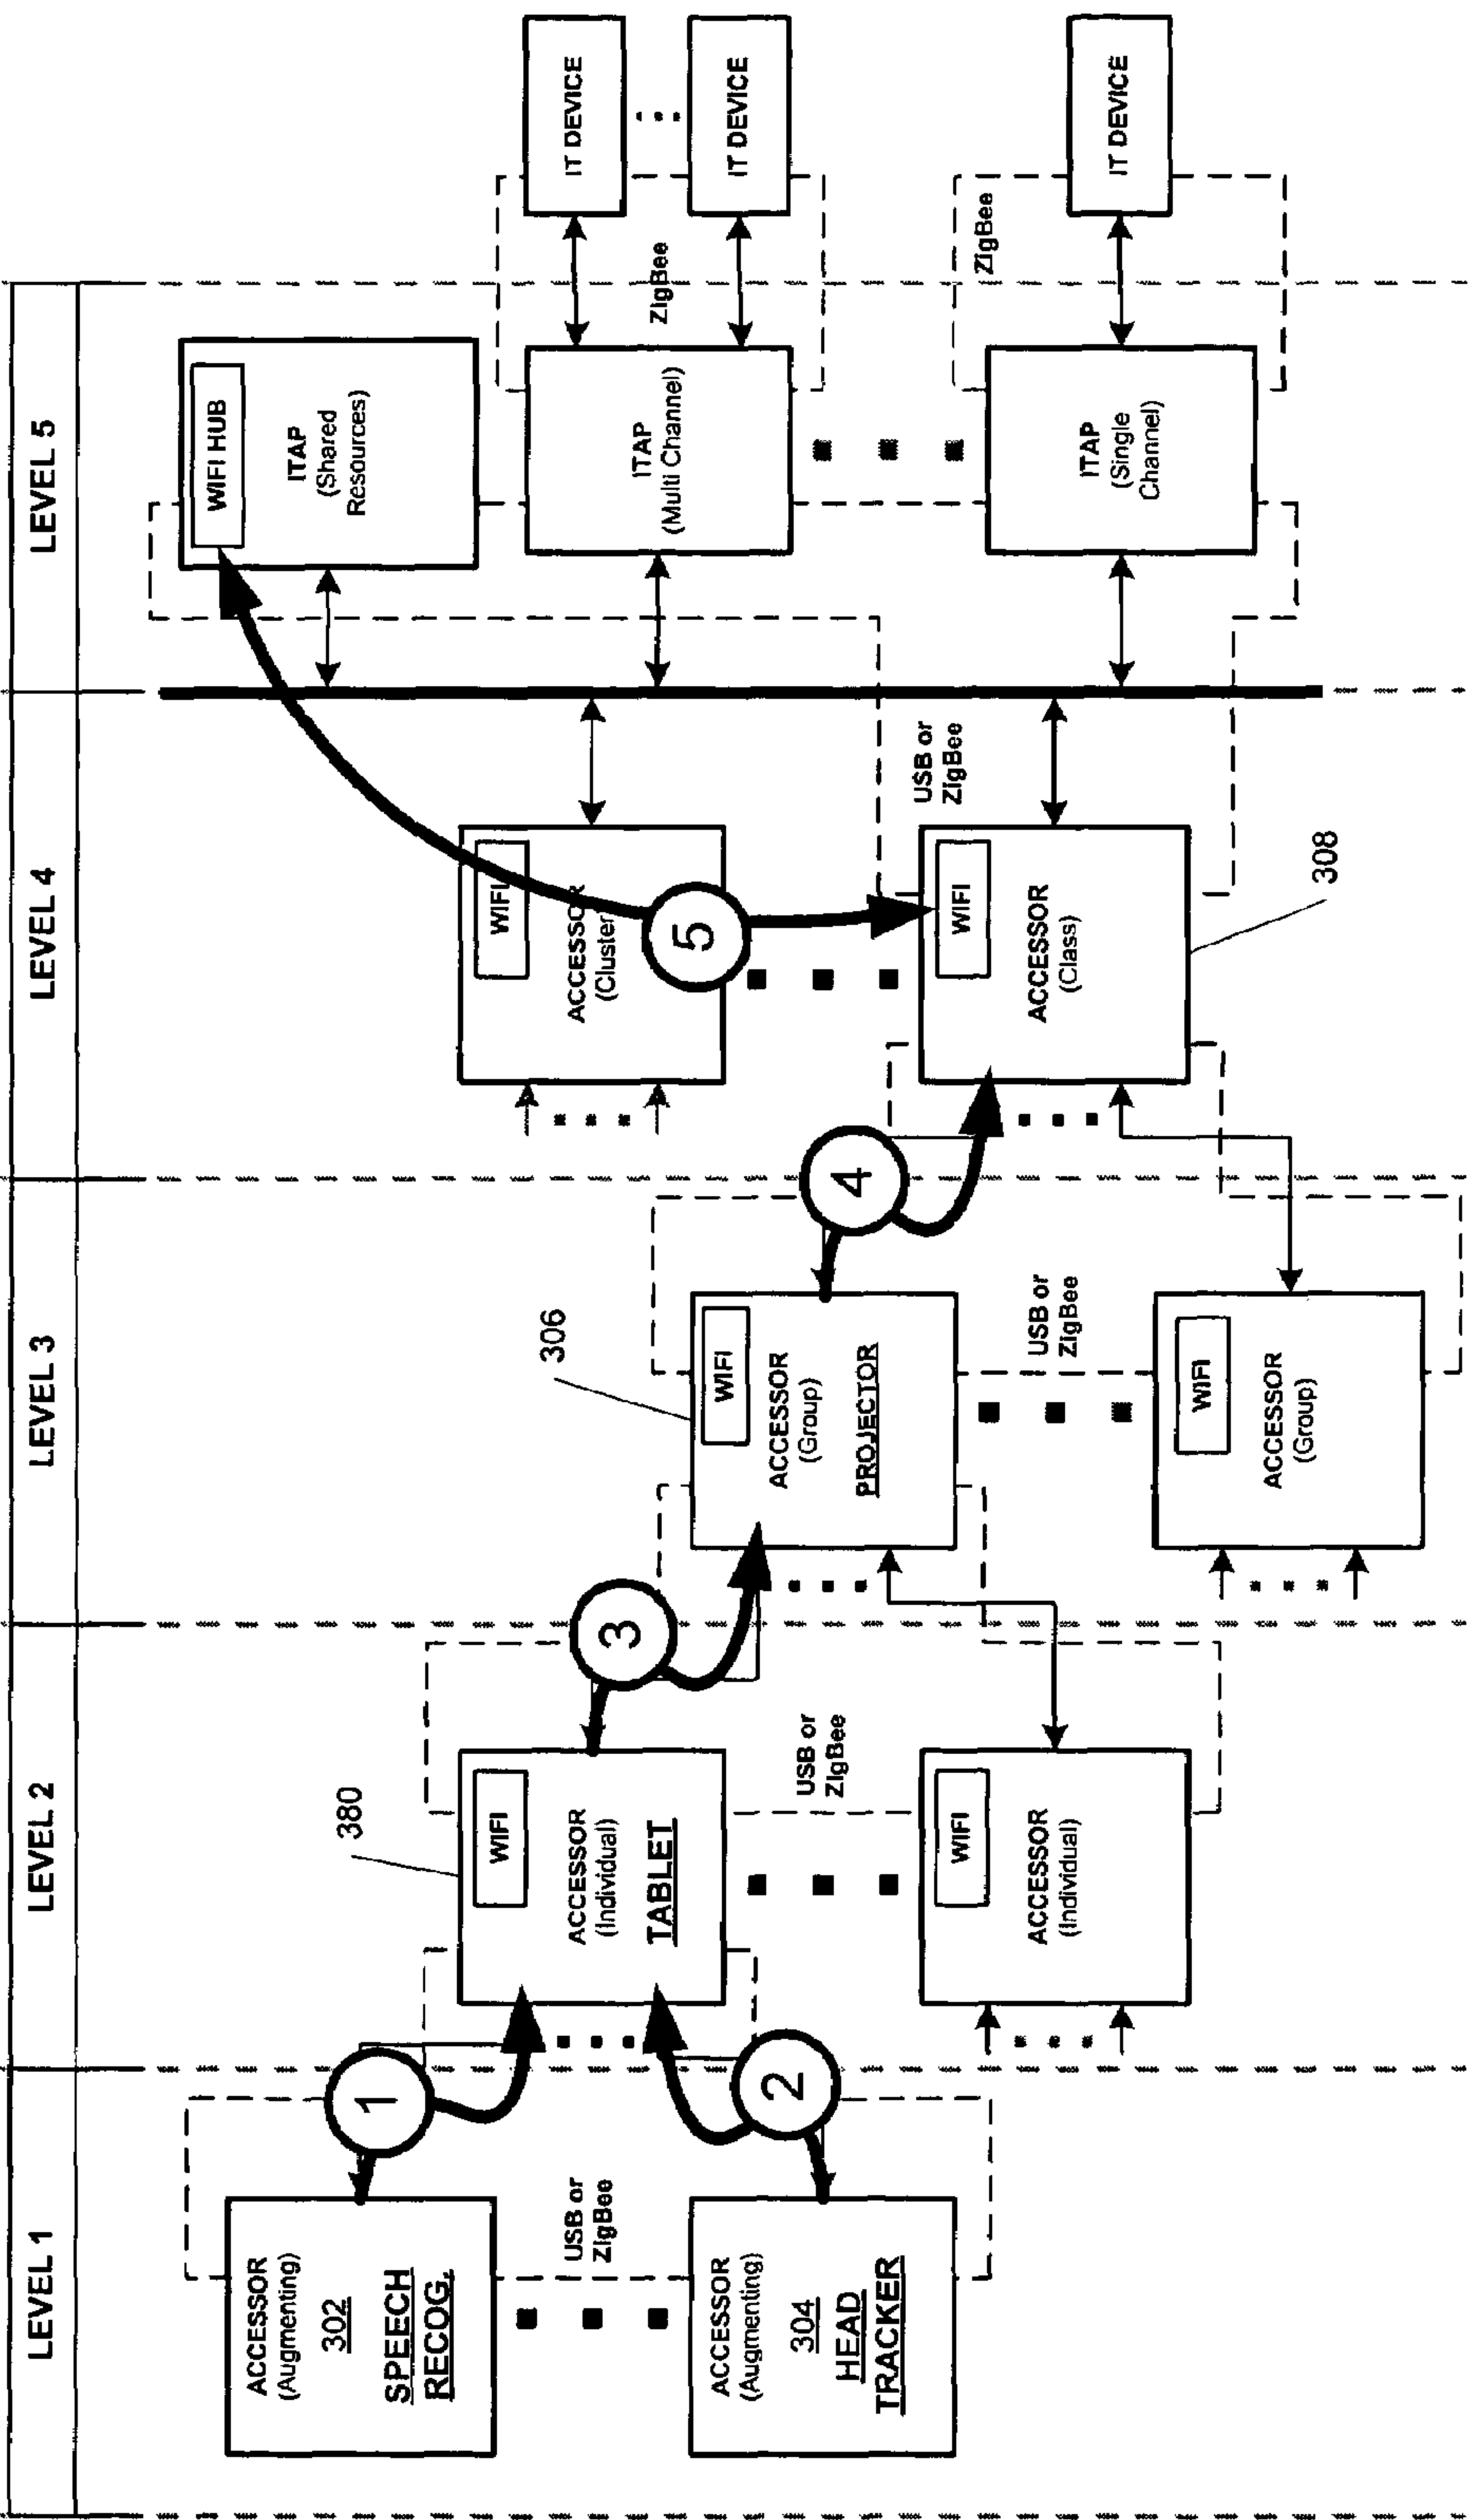 LEVEL 1
LEVEL 2
LEVEL 3
LEVEL 4
LEVEL 5
ACCESSOR
(Augmenting)
302
SPEECH
RECOG.
1
USB or
ZigBee
ACCESSOR
(Augmenting)
304
HEAD
TRACKER
2
380
WIFI
ACCESSOR
(Individual)
TABLET
3
USB or
ZigBee
WIFI
ACCESSOR
(Individual)
306
WIFI
ACCESSOR
(Group)
PROJECTOR
4
USB or
ZigBee
WIFI
ACCESSOR
(Group)
WIFI
ACCESSOR
(Cluster
5
USB or
ZigBee
WIFI
ACCESSOR
(Class)
308
WIFI HUB
ITAP
(Shared
Resources)
ITAP
(Multi Channel)
ZigBee
IT DEVICE
IT DEVICE
ITAP
(Single
Channel)
ZigBee
IT DEVICE